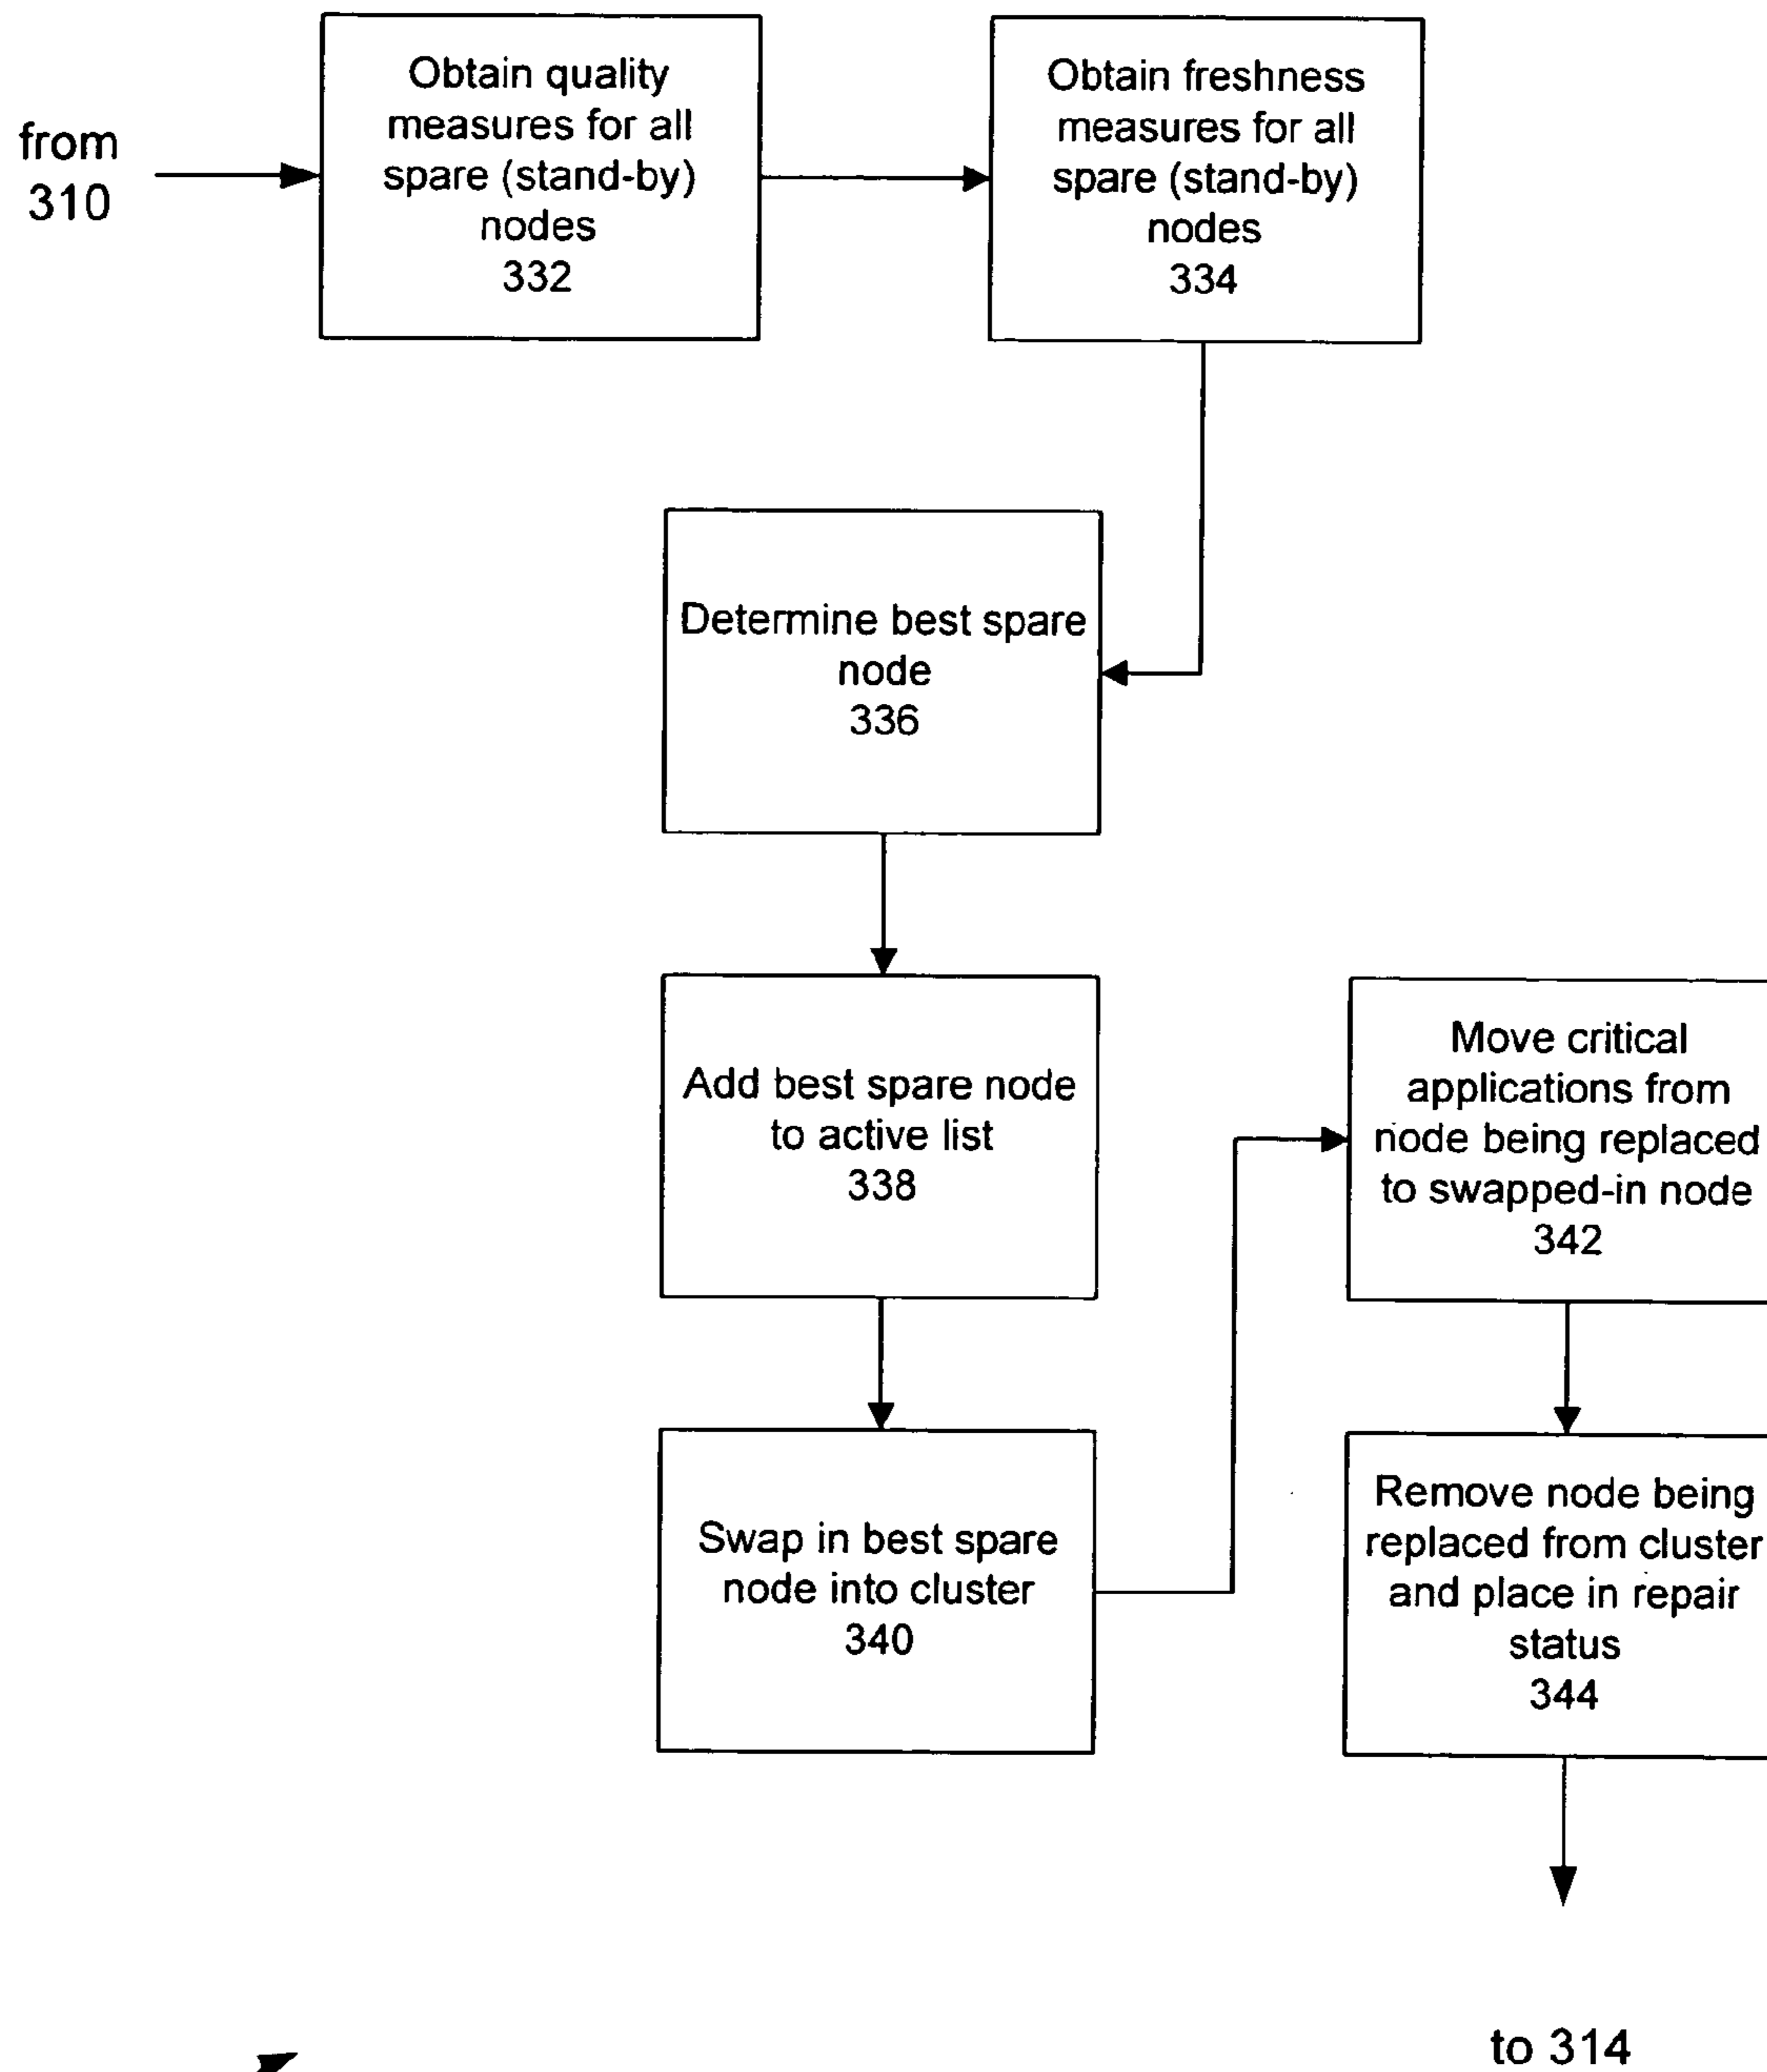 from
310
Obtain quality
measures for all
spare (stand-by)
nodes
332
Obtain freshness
measures for all
spare (stand-by)
nodes
334
Determine best spare
node
336
Add best spare node
to active list
338
Swap in best spare
node into cluster
340
Move critical
applications from
node being replaced
to swapped-in node
342
Remove node being
replaced from cluster
and place in repair
status
344
to 314